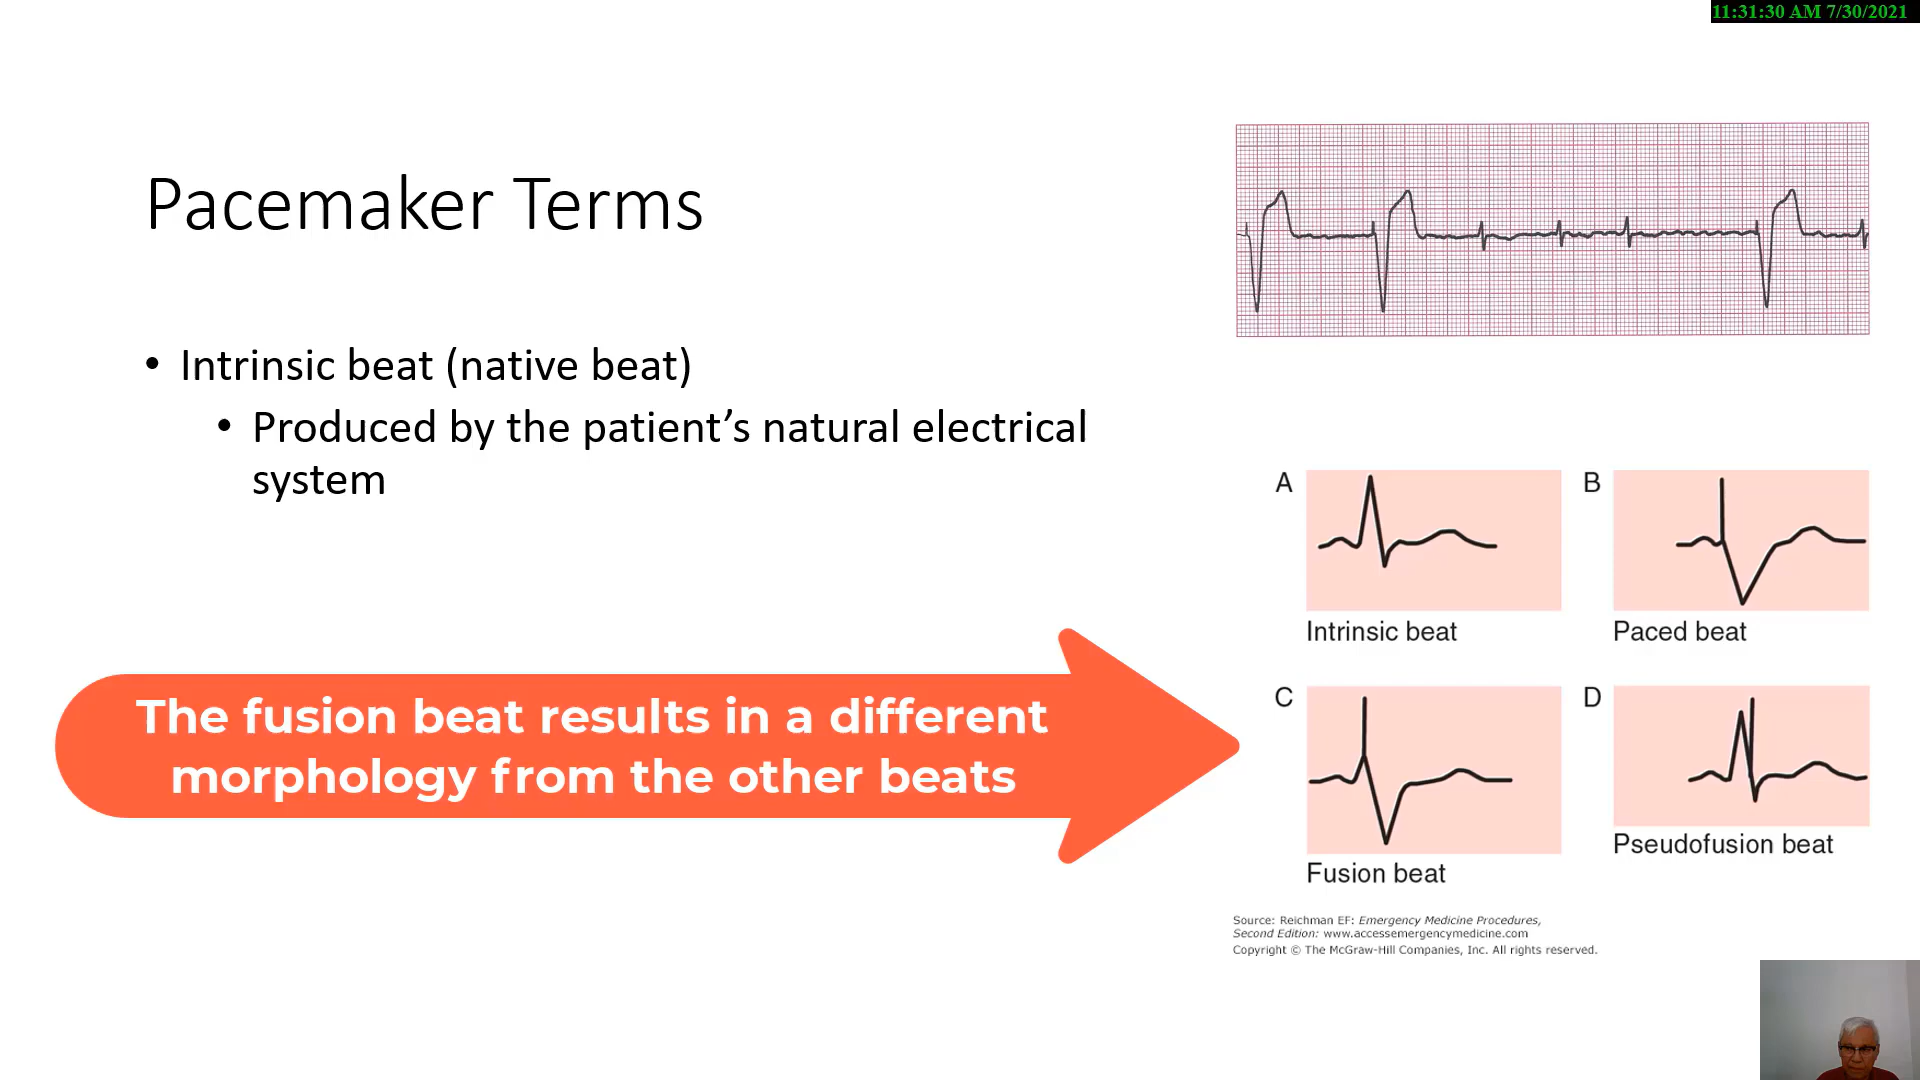 11:31:30 AM 7/30/2021
Pacemaker Terms
• Intrinsic beat (native beat)
• Produced by the patient’s natural electrical
system
The fusion beat results in a different
morphology from the other beats
A
B
Intrinsic beat
Paced beat
C
D
Fusion beat
Pseudofusion beat
Source: Reichman EF: Emergency Medicine Procedures,
Second Edition: www.accessemergencymedicine.com
Copyright © The McGraw-Hill Companies, Inc. All rights reserved.